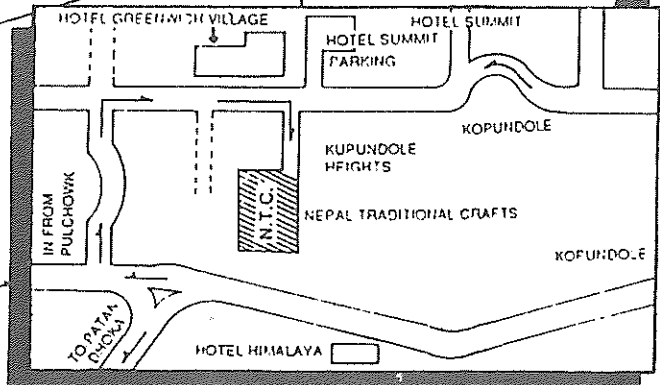 HOTEL GREENWICH VILLAGE
HOTEL SUMMIT
HOTEL SUMMIT
PARKING
KOPUNDOLE
KUPUNDOLE
HEIGHTS
IN FROM
PULCHOWK
N.T.C.
NEPAL TRADITIONAL CRAFTS
KOPUNDOLE
TO PATAN
DHOKA
HOTEL HIMALAYA